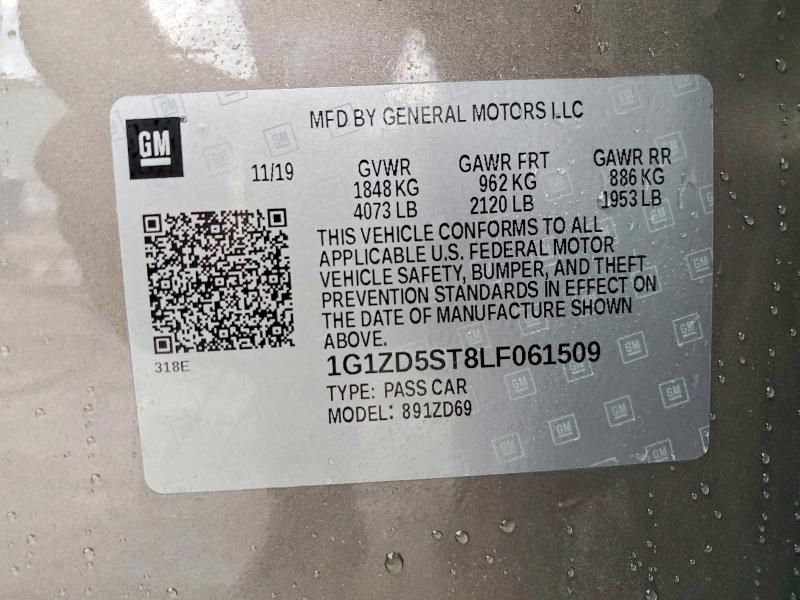 MFD BY GENERAL MOTORS LLC
GM
11/19
GVWR GAWR FRT GAWR RR
1848 KG 962 KG 886 KG
4073 LB 2120 LB 1953 LB
THIS VEHICLE CONFORMS TO ALL
APPLICABLE U.S. FEDERAL MOTOR
VEHICLE SAFETY, BUMPER, AND THEFT
PREVENTION STANDARDS IN EFFECT ON
THE DATE OF MANUFACTURE SHOWN
ABOVE.
318E
1G1ZD5ST8LF061509
TYPE: PASS CAR
MODEL: 891ZD69